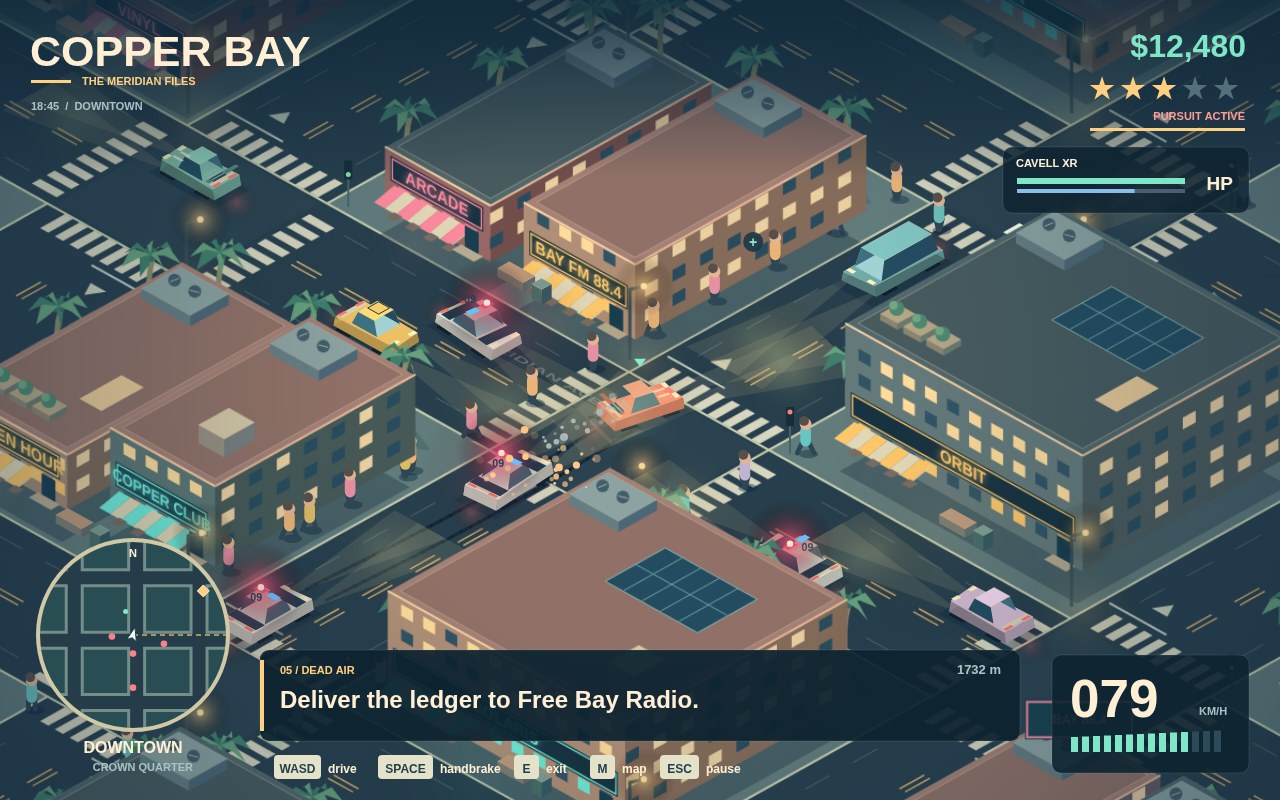 VINYL
COPPER BAY
THE MERIDIAN FILES
18:45 / DOWNTOWN
$12,480
PURSUIT ACTIVE
CAVELL XR
HP
ARCADE
BAY FM 88.4
ORBIT
COPPER CLUB
09
09
09
N
05 / DEAD AIR
1732 m
Deliver the ledger to Free Bay Radio.
079
KM/H
DOWNTOWN
CROWN QUARTER
WASD drive
SPACE handbrake
E exit
M map
ESC pause